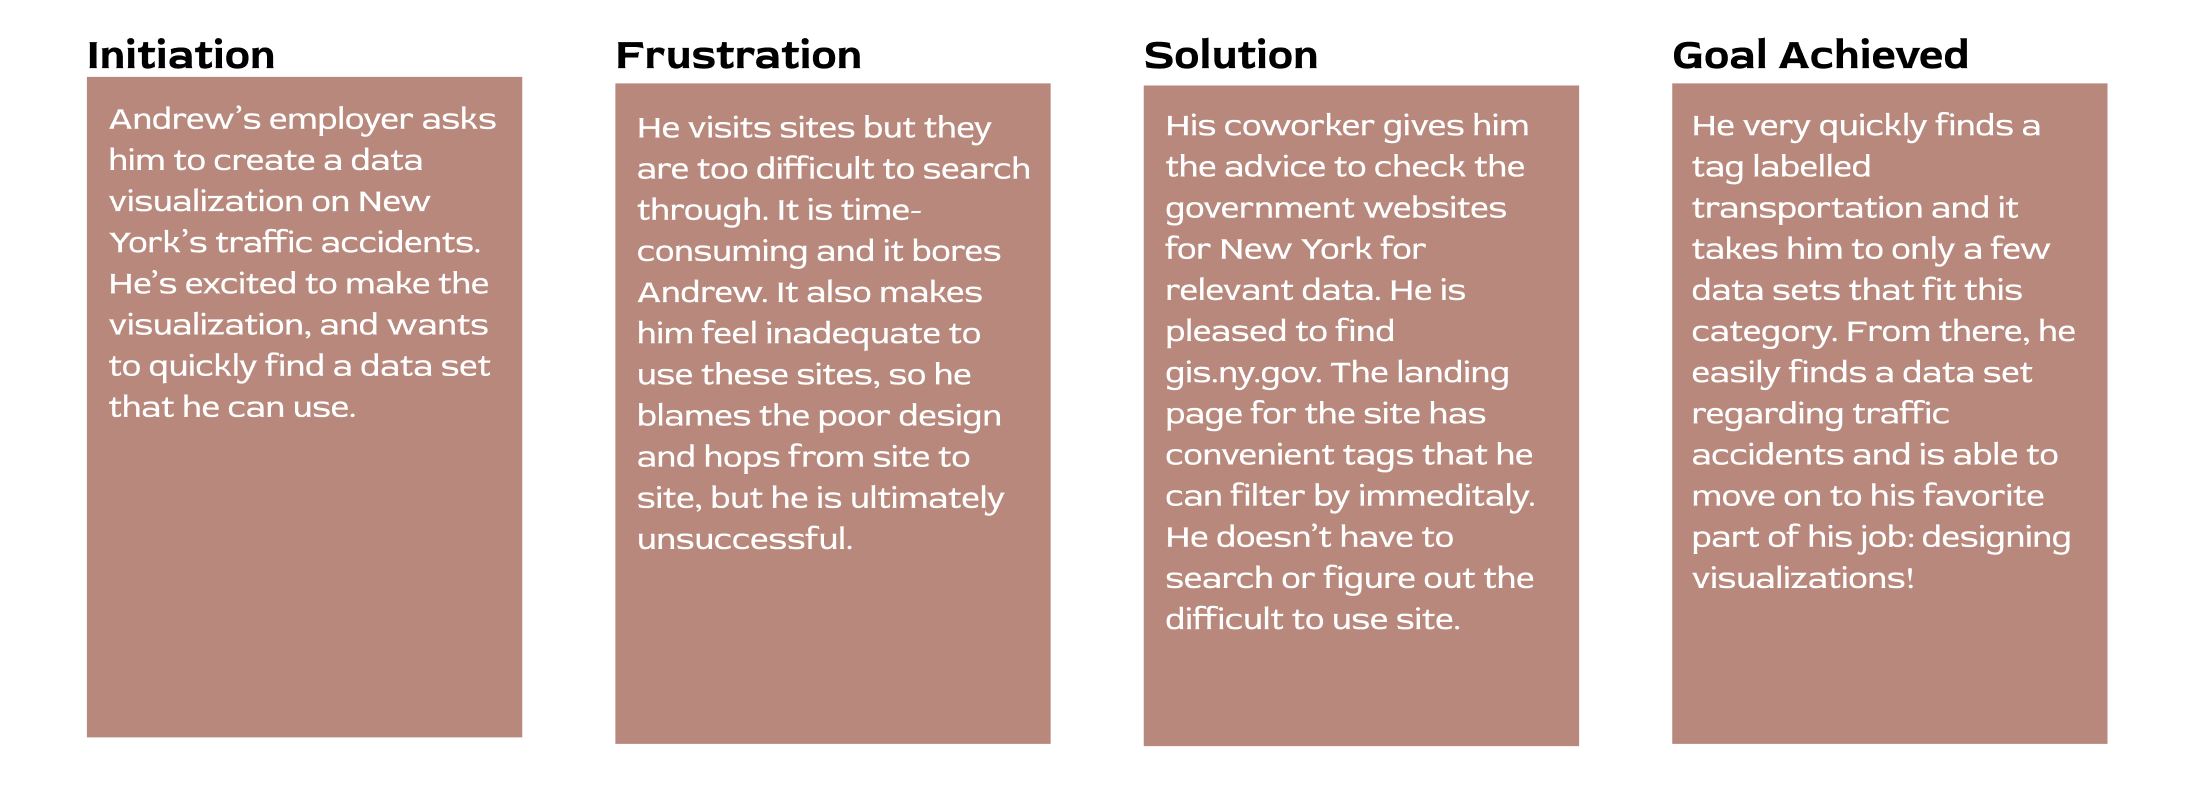 Initiation
Andrew’s employer asks
him to create a data
visualization on New
York’s traffic accidents.
He’s excited to make the
visualization, and wants
to quickly find a data set
that he can use.
Frustration
He visits sites but they
are too difficult to search
through. It is time-
consuming and it bores
Andrew. It also makes
him feel inadequate to
use these sites, so he
blames the poor design
and hops from site to
site, but he is ultimately
unsuccessful.
Solution
His coworker gives him
the advice to check the
government websites
for New York for
relevant data. He is
pleased to find
gis.ny.gov. The landing
page for the site has
convenient tags that he
can filter by immeditaly.
He doesn’t have to
search or figure out the
difficult to use site.
Goal Achieved
He very quickly finds a
tag labelled
transportation and it
takes him to only a few
data sets that fit this
category. From there, he
easily finds a data set
regarding traffic
accidents and is able to
move on to his favorite
part of his job: designing
visualizations!